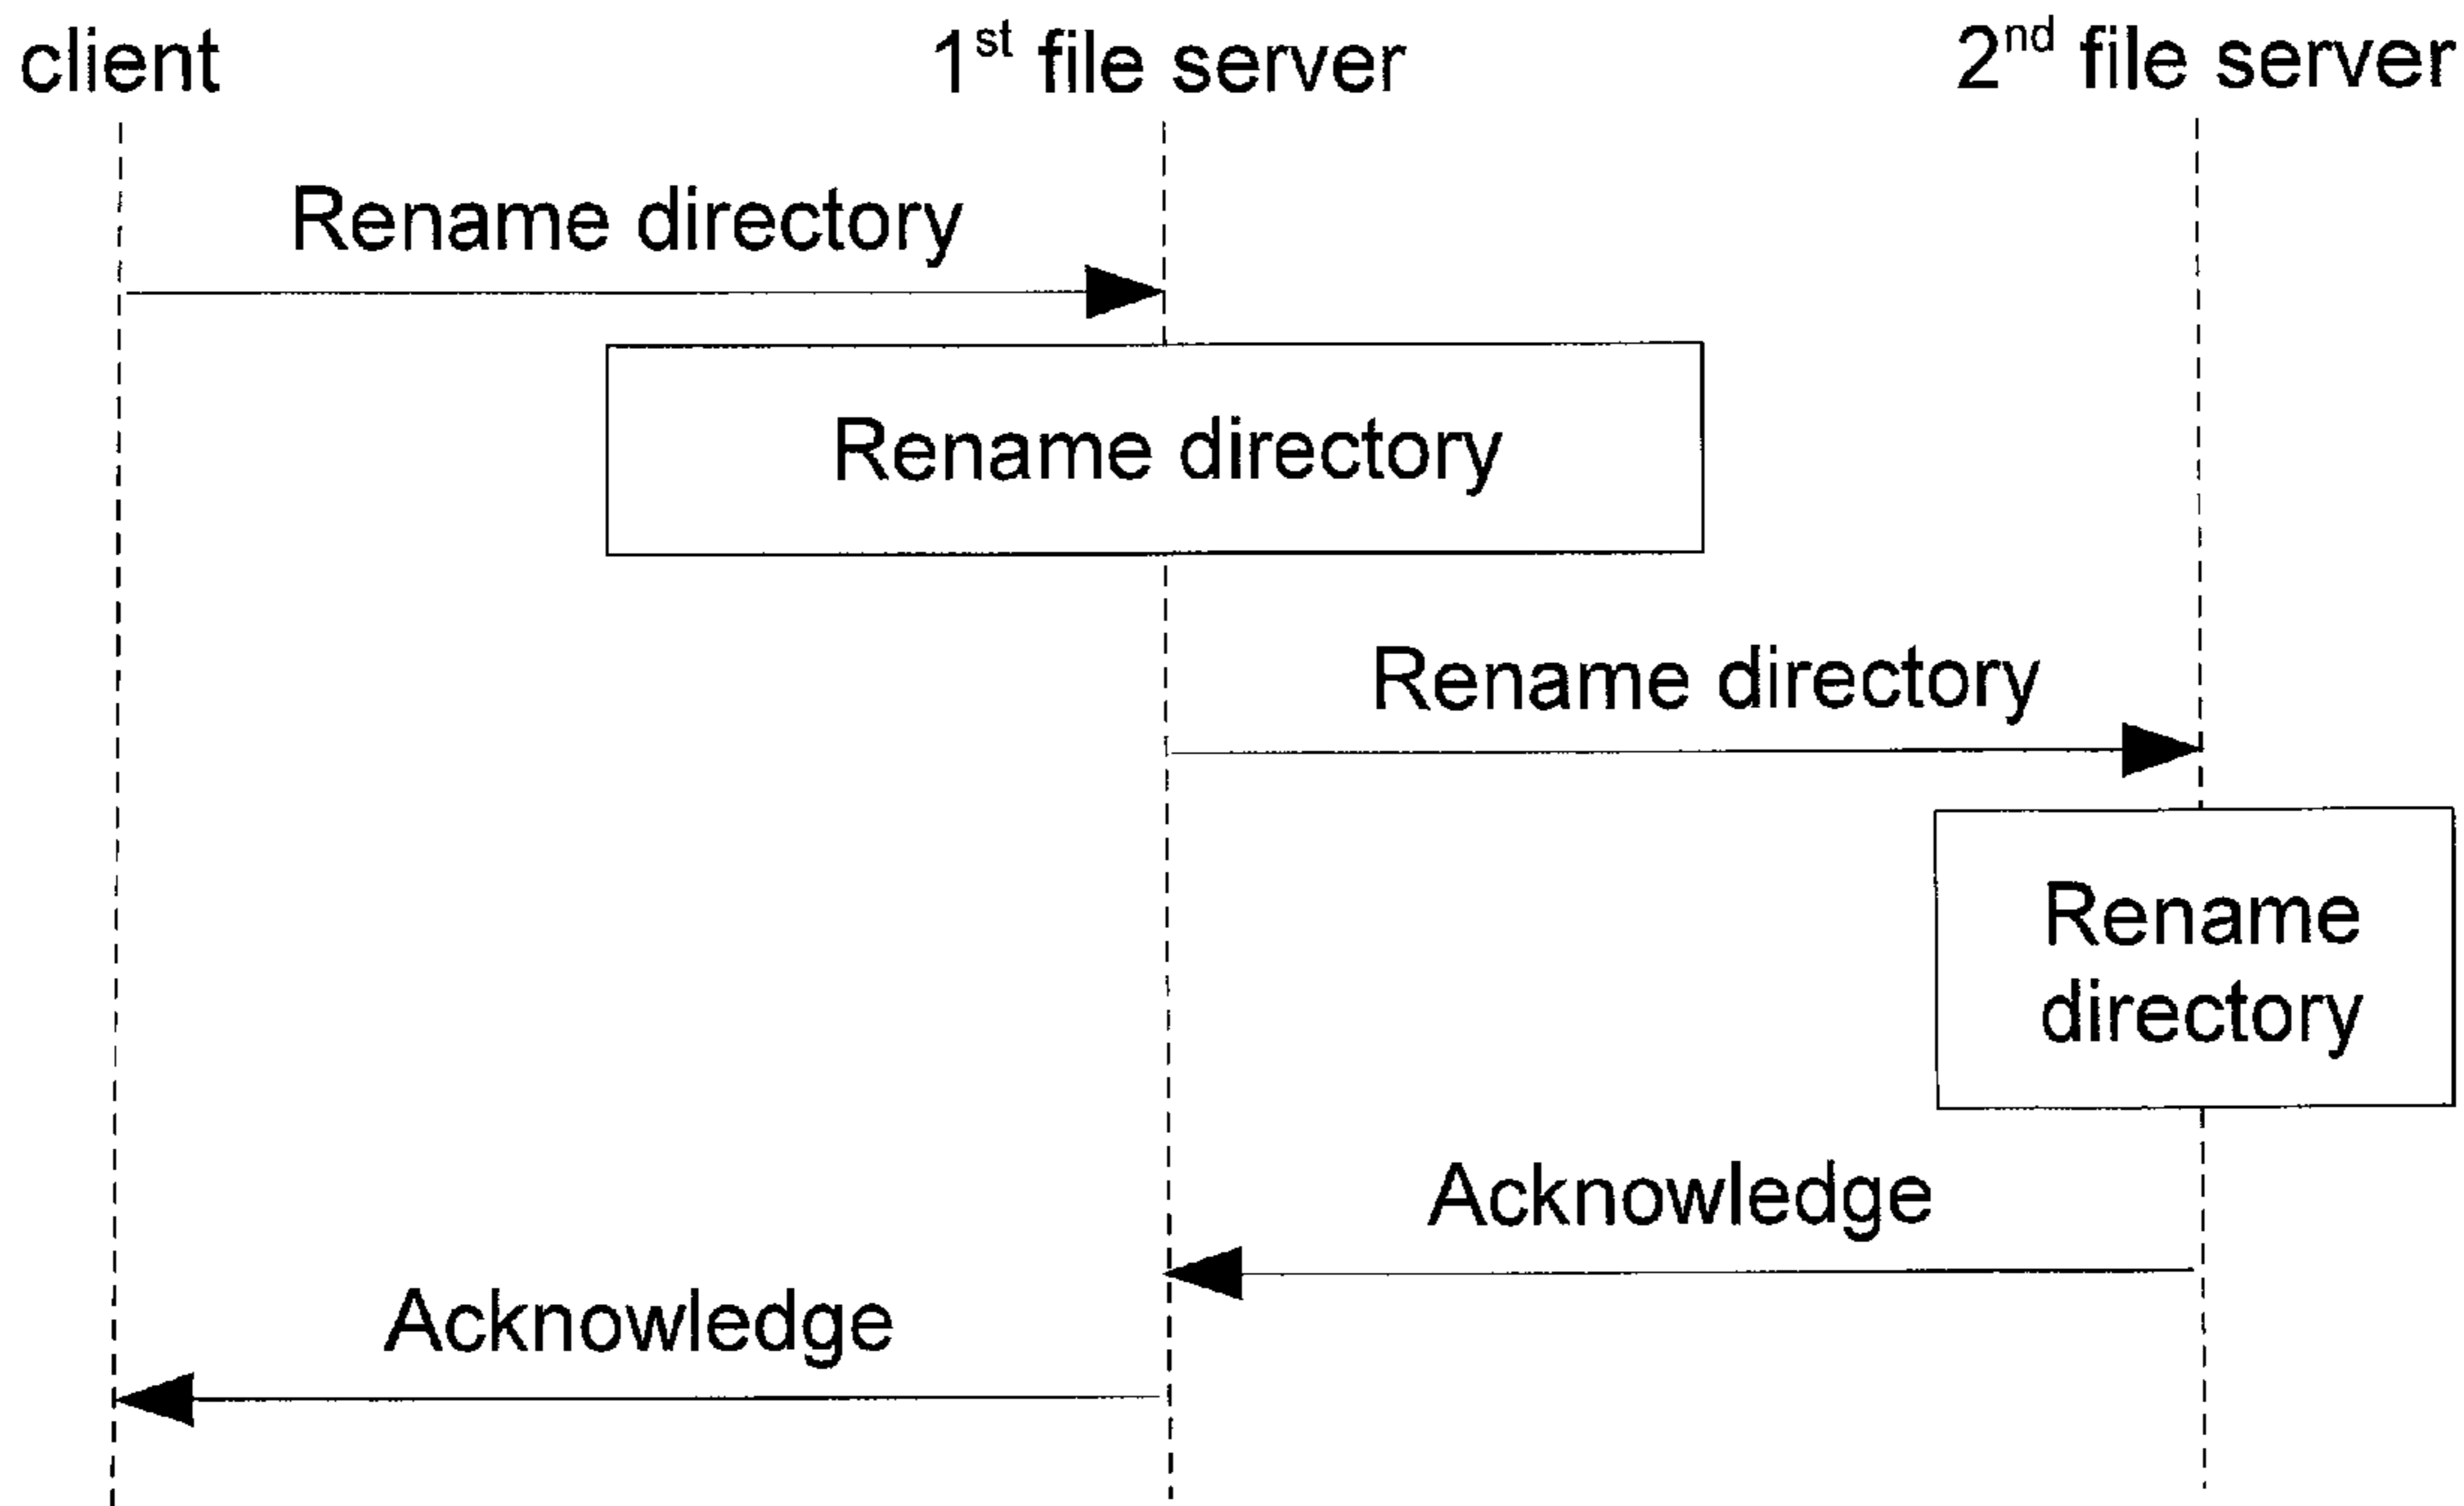 client
1st file server
2nd file server
Rename directory
Rename directory
Rename directory
Rename
directory
Acknowledge
Acknowledge